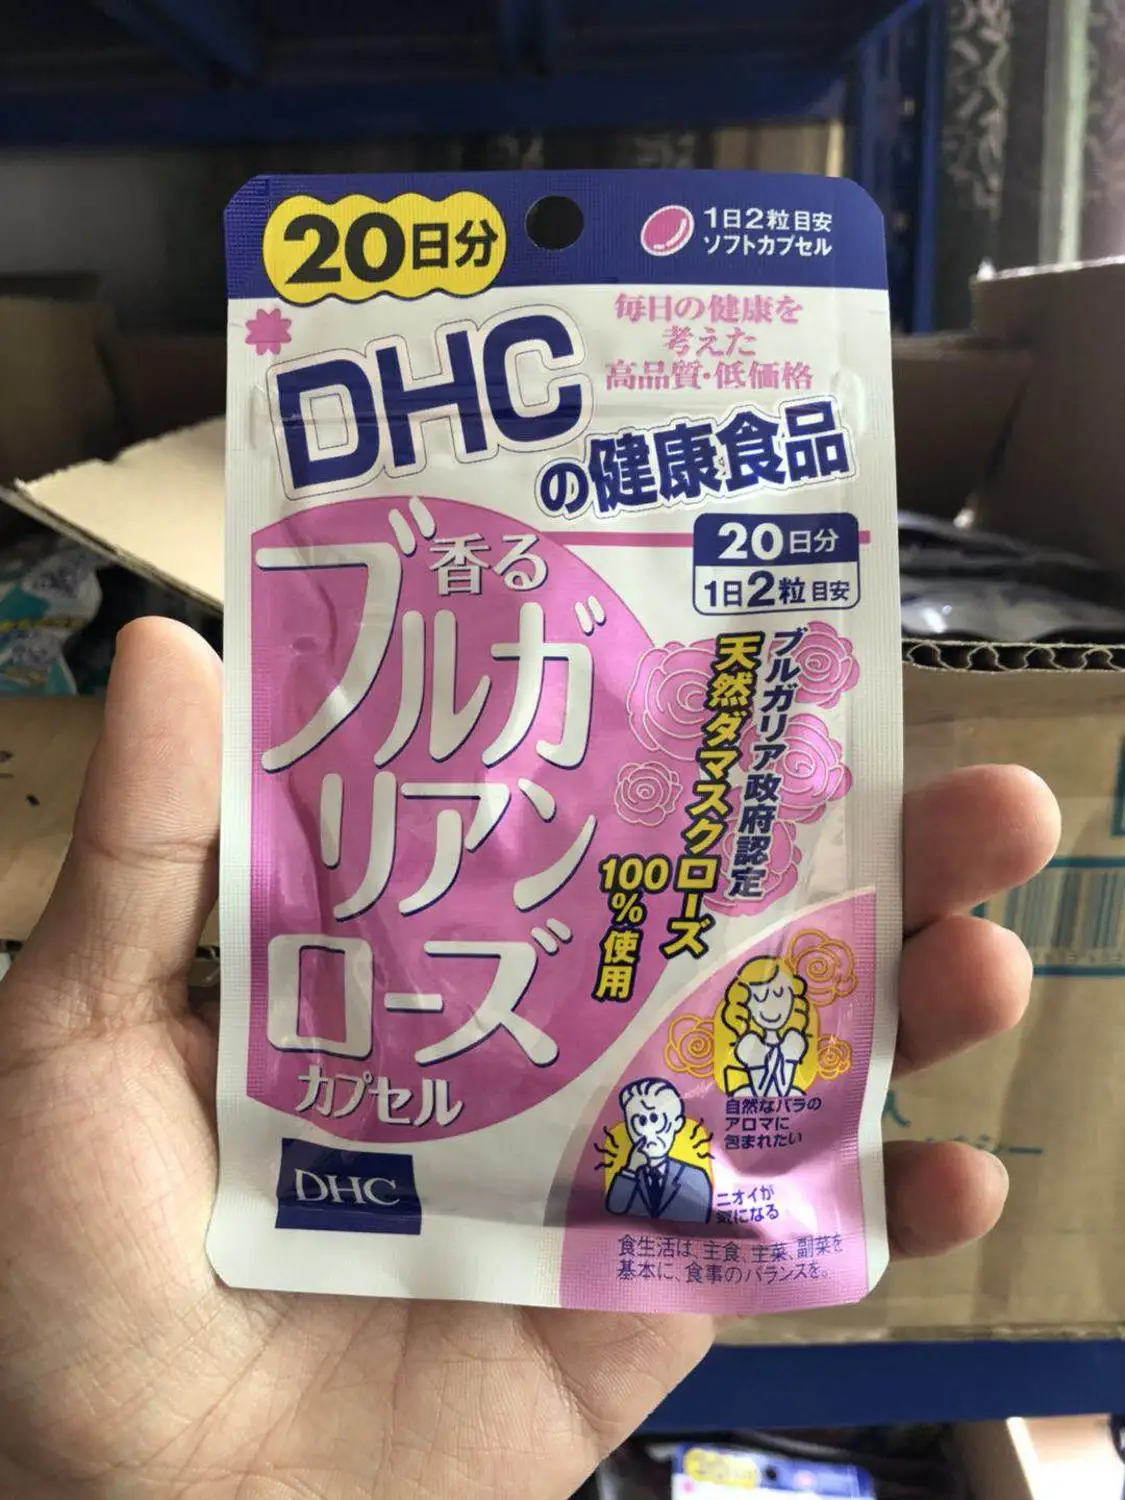 20日分
1日2粒目安
ソフトカプセル
毎日の健康を
考えた
高品質・低価格
DHC
の健康食品
20日分
1日2粒目安
香る
ブルガ
リアン
ローズ
カプセル
ブルガリア政府認定
天然ダマスクローズ
100%使用
自然なバラの
アロマに
包まれたい
ニオイが
気になる
DHC
食生活は、主食、主菜、副菜を
基本に、食事のバランスを。